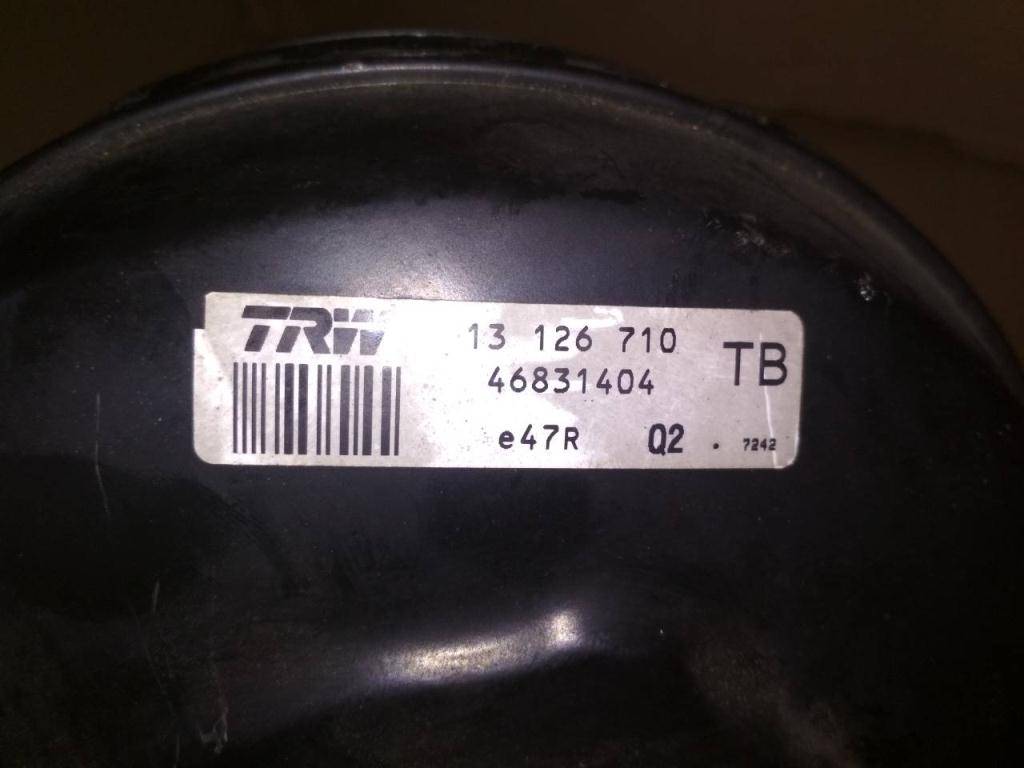 TRW 13 126 710
46831404 TB
e47R Q2 . 7242